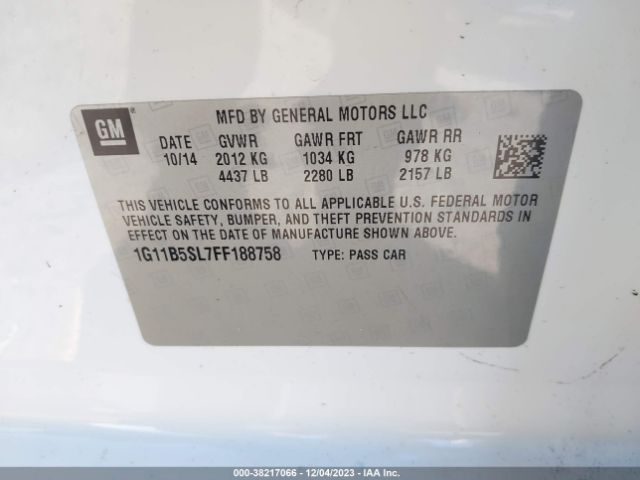 GM
MFD BY GENERAL MOTORS LLC
DATE GVWR GAWR FRT GAWR RR
10/14 2012 KG 1034 KG 978 KG
4437 LB 2280 LB 2157 LB
THIS VEHICLE CONFORMS TO ALL APPLICABLE U.S. FEDERAL MOTOR
VEHICLE SAFETY, BUMPER, AND THEFT PREVENTION STANDARDS IN
EFFECT ON THE DATE OF MANUFACTURE SHOWN ABOVE.
1G11B5SL7FF188758 TYPE: PASS CAR
000-38217066 - 12/04/2023 - IAAI.COM